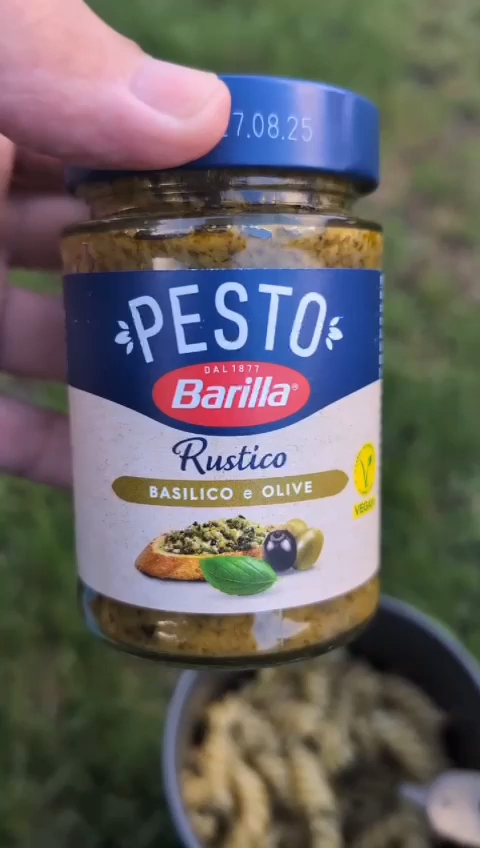 7.08.25
PESTO
DAL 1877
Barilla®
Rustico
BASILICO e OLIVE
V
VEGAN